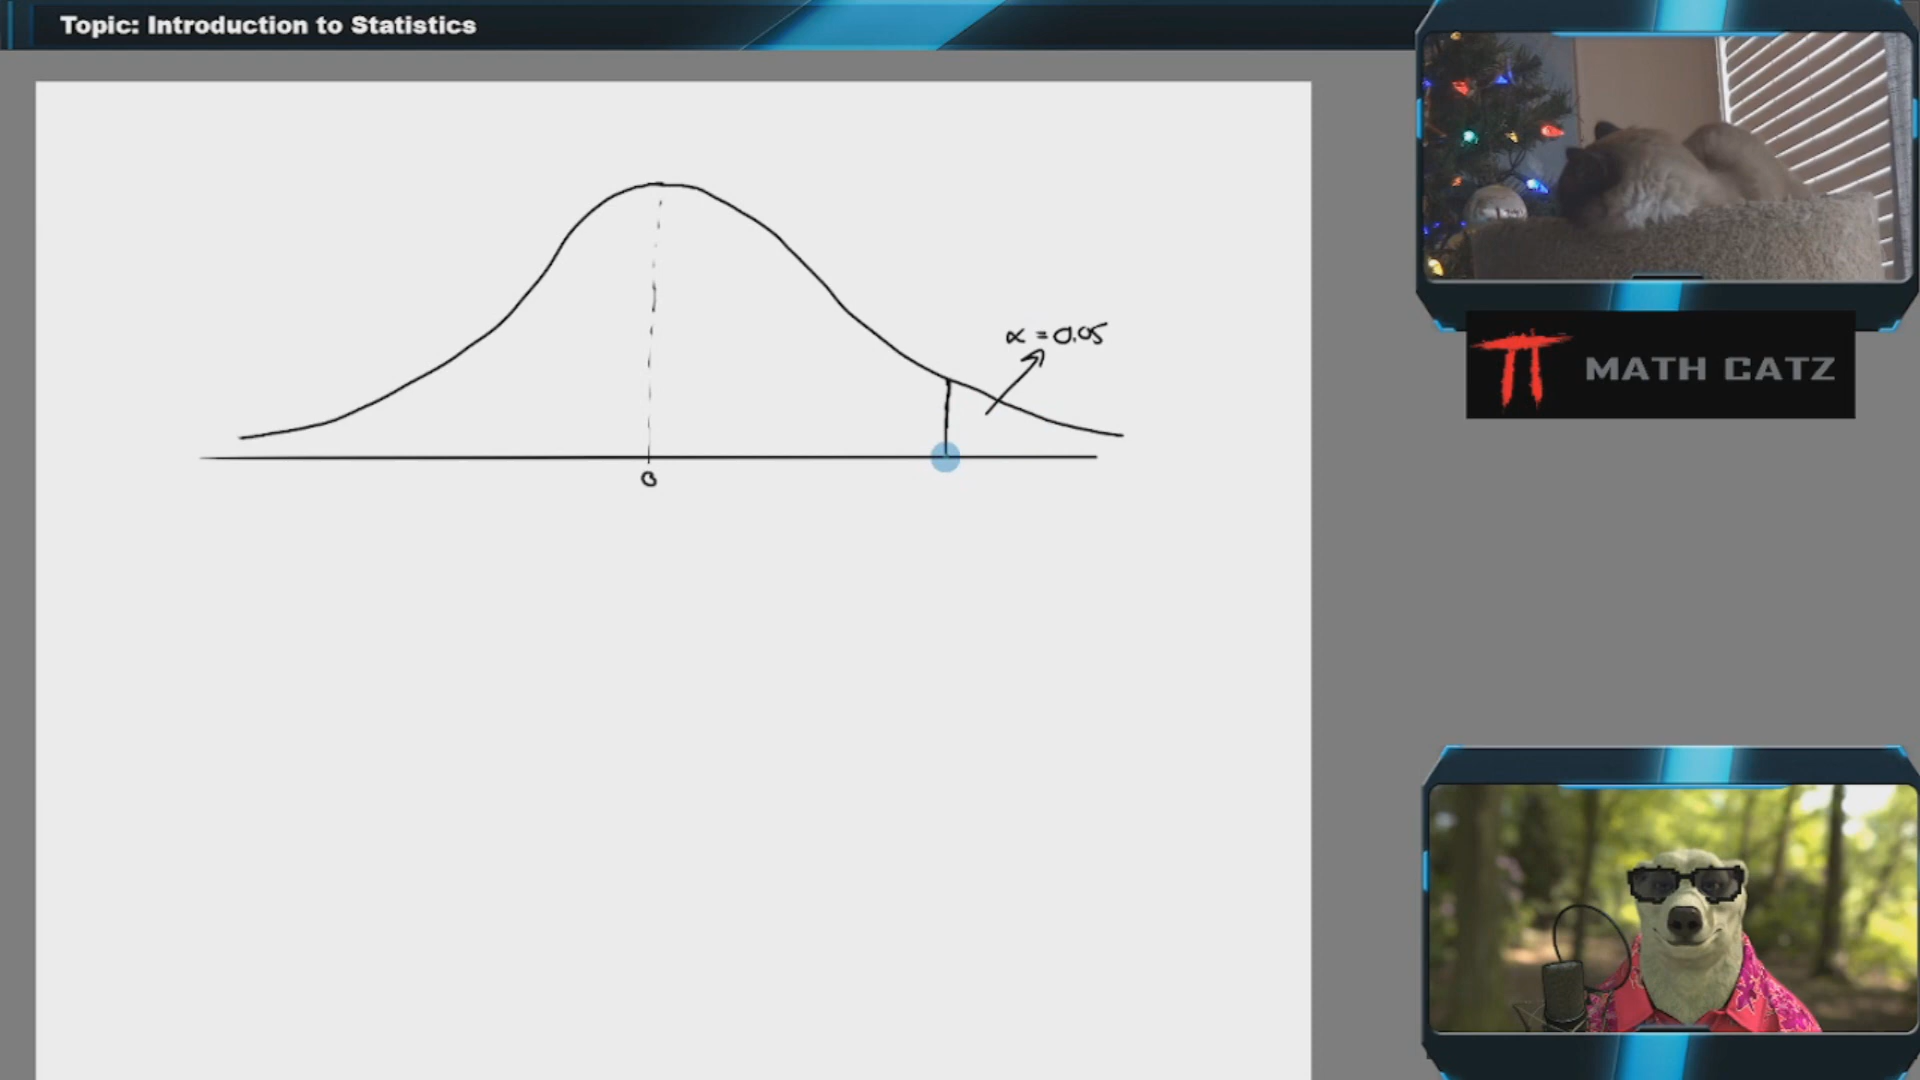 Topic: Introduction to Statistics
∝ = 0.05
0
MATH CATZ